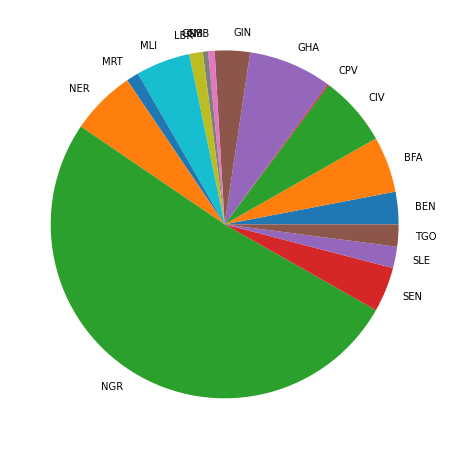 GIN
LBR
MLI
GHA
MRT
CPV
NER
CIV
BFA
BEN
TGO
SLE
SEN
NGR